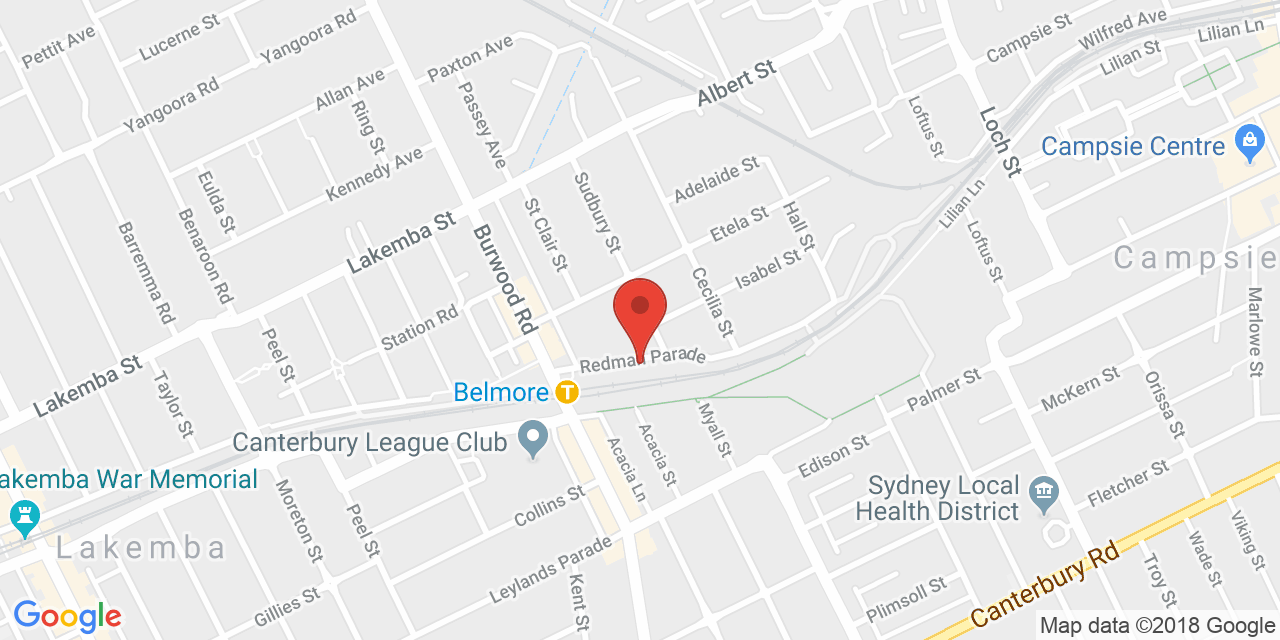 Pettit Ave
Lucerne St
Yangoora Rd
Yangoora Rd
Allan Ave
Paxton Ave
Ring St
Passey Ave
Kennedy Ave
Albert St
Campsie St
Wilfred Ave
Lilian St
Lilian Ln
Loftus St
Loch St
Campsie Centre
Adelaide St
Sudbury St
Etela St
Hall St
Lilian Ln
Eulda St
Benaroon Rd
Barremma Rd
Lakemba St
St Clair St
Burwood Rd
Cecilia St
Isabel St
Loftus St
Campsie
Marlowe St
Station Rd
Peel St
Lakemba St
Redman Parade
Belmore
T
Taylor St
Canterbury League Club
Acacia Ln
Acacia St
Myall St
Palmer St
McKern St
Orissa St
Edison St
akemba War Memorial
Moreton St
Peel St
Collins St
Sydney Local
Health District
Fletcher St
Lakemba
Leylands Parade
Canterbury Rd
Viking St
Wade St
Troy St
Gillies St
Kent St
Plimsoll St
Google
Map data ©2018 Google